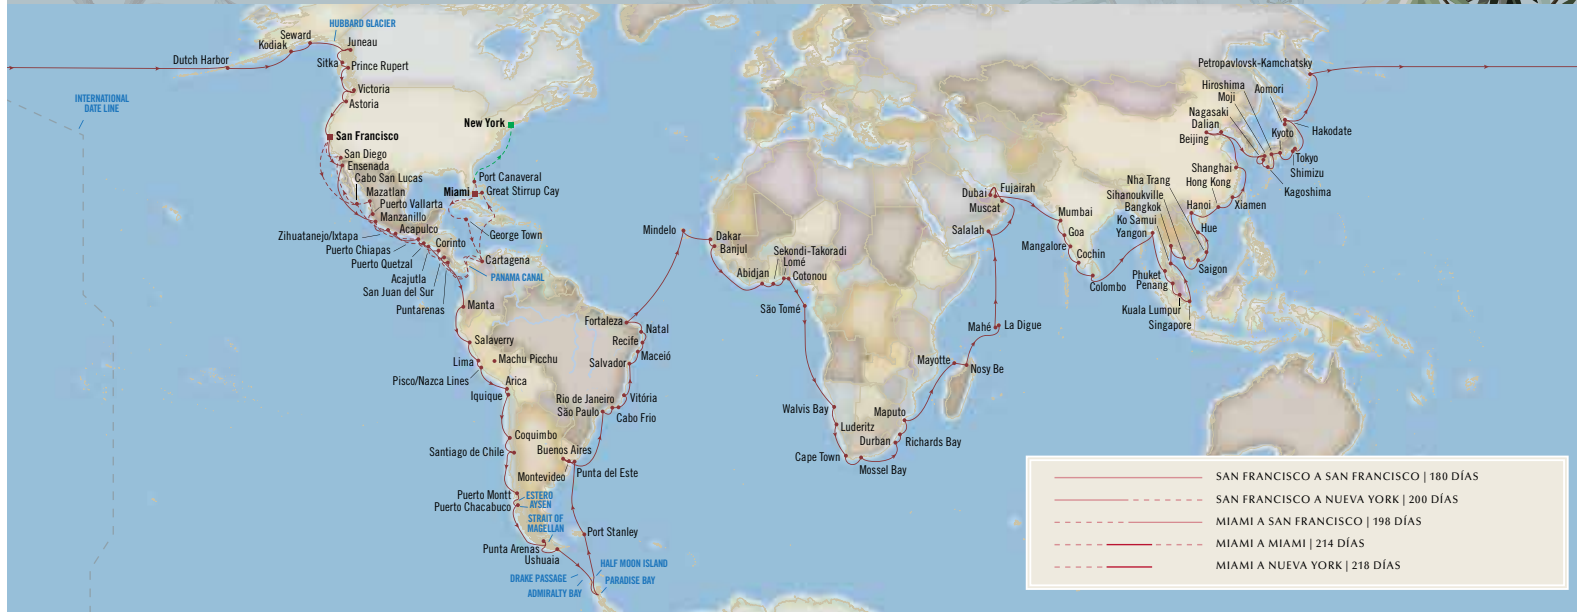 HUBBARD GLACIER
Seward
Kodiak
Juneau
Dutch Harbor
Sitka
Prince Rupert
Victoria
Astoria
INTERNATIONAL
DATE LINE
San Francisco
New York
San Diego
Ensenada
Cabo San Lucas
Mazatlan
Puerto Vallarta
Manzanillo
Acapulco
Zihuatanejo/Ixtapa
Puerto Chiapas
Puerto Quetzal
Acajutla
San Juan del Sur
Puntarenas
Corinto
Port Canaveral
Miami
Great Stirrup Cay
George Town
Cartagena
PANAMA CANAL
Manta
Salaverry
Lima
Machu Picchu
Pisco/Nazca Lines
Arica
Iquique
Coquimbo
Santiago de Chile
Buenos Aires
Montevideo
Punta del Este
Puerto Montt
Puerto Chacabuco
ESTERO
AYSEN
STRAIT OF
MAGELLAN
Punta Arenas
Ushuaia
Port Stanley
HALF MOON ISLAND
DRAKE PASSAGE
PARADISE BAY
ADMIRALTY BAY
Fortaleza
Natal
Recife
Maceió
Salvador
Vitória
Rio de Janeiro
São Paulo
Cabo Frio
Mindelo
Dakar
Banjul
Sekondi-Takoradi
Lomé
Abidjan
Cotonou
São Tomé
Walvis Bay
Luderitz
Cape Town
Mossel Bay
Durban
Richards Bay
Maputo
Mayotte
Nosy Be
Mahé
La Digue
Salalah
Muscat
Dubai
Fujairah
Mumbai
Goa
Mangalore
Cochin
Colombo
Nha Trang
Sihanoukville
Bangkok
Ko Samui
Yangon
Phuket
Penang
Kuala Lumpur
Singapore
Saigon
Hue
Hanoi
Xiamen
Hong Kong
Shanghai
Beijing
Dalian
Nagasaki
Moji
Hiroshima
Aomori
Petropavlovsk-Kamchatsky
Kyoto
Hakodate
Tokyo
Shimizu
Kagoshima
SAN FRANCISCO A SAN FRANCISCO | 180 DÍAS
SAN FRANCISCO A NUEVA YORK | 200 DÍAS
MIAMI A SAN FRANCISCO | 198 DÍAS
MIAMI A MIAMI | 214 DÍAS
MIAMI A NUEVA YORK | 218 DÍAS